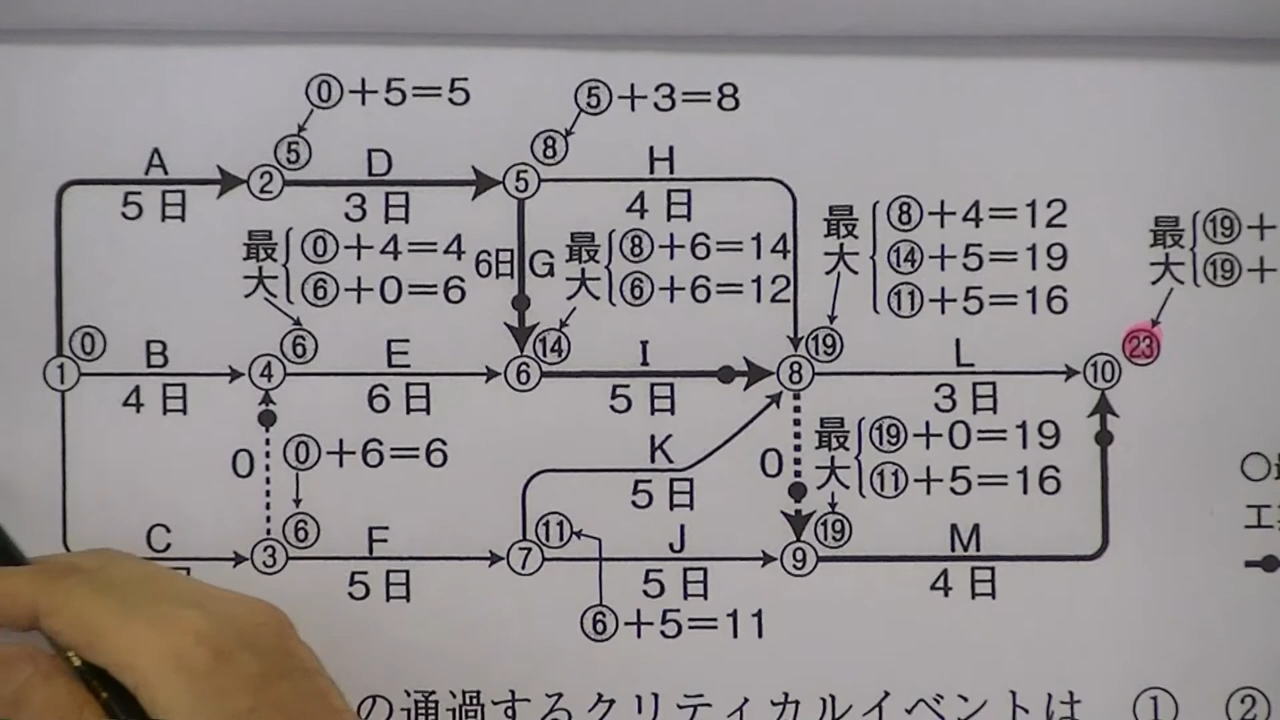 ⓪+5=5
⑤+3=8
⑤ ⑧
A D H
② ⑤
5日 3日 4日
最大{⓪+4=4
⑥+0=6
6日 G
最大{⑧+6=14
⑥+6=12
最大{⑧+4=12
⑭+5=19
⑪+5=16
最大{⑲+
⑲+
⓪ ⑥ ⑭ ⑲ ㉓
① B ④ E ⑥ I ⑧ L ⑩
4日 6日 5日 3日
0 ⓪+6=6
K
5日
0
最大{⑲+0=19
⑪+5=16
⑥ ⑪ ⑲
C ③ F ⑦ J ⑨ M
5日 5日 4日
⑥+5=11
工
の通過するクリティカルイベントは ① ②